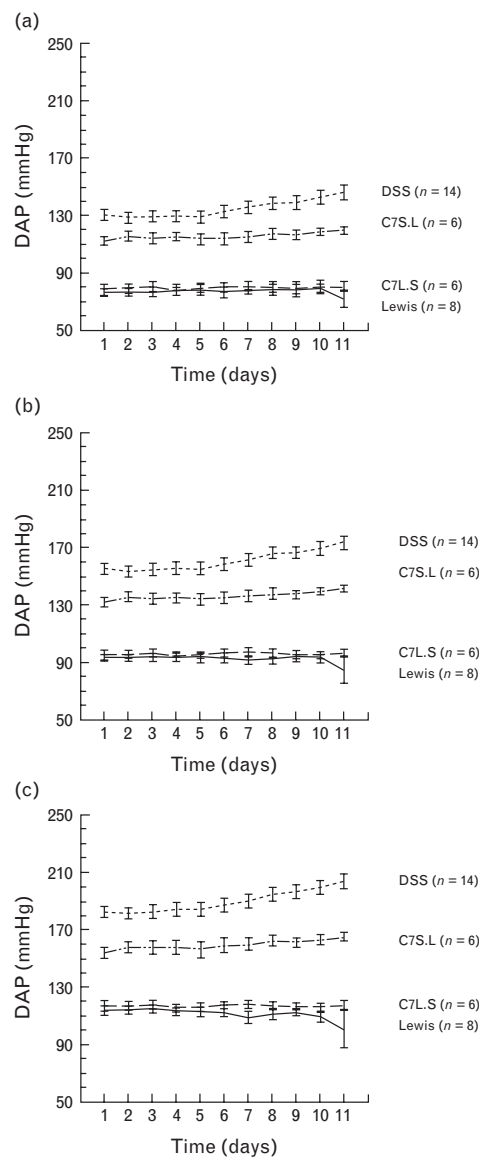 (a)
250
210
170
130
90
50
DAP (mmHg)
1 2 3 4 5 6 7 8 9 10 11
Time (days)
DSS (n = 14)
C7S.L (n = 6)
C7L.S (n = 6)
Lewis (n = 8)
(b)
250
210
170
130
90
50
DAP (mmHg)
1 2 3 4 5 6 7 8 9 10 11
Time (days)
DSS (n = 14)
C7S.L (n = 6)
C7L.S (n = 6)
Lewis (n = 8)
(c)
250
210
170
130
90
50
DAP (mmHg)
1 2 3 4 5 6 7 8 9 10 11
Time (days)
DSS (n = 14)
C7S.L (n = 6)
C7L.S (n = 6)
Lewis (n = 8)